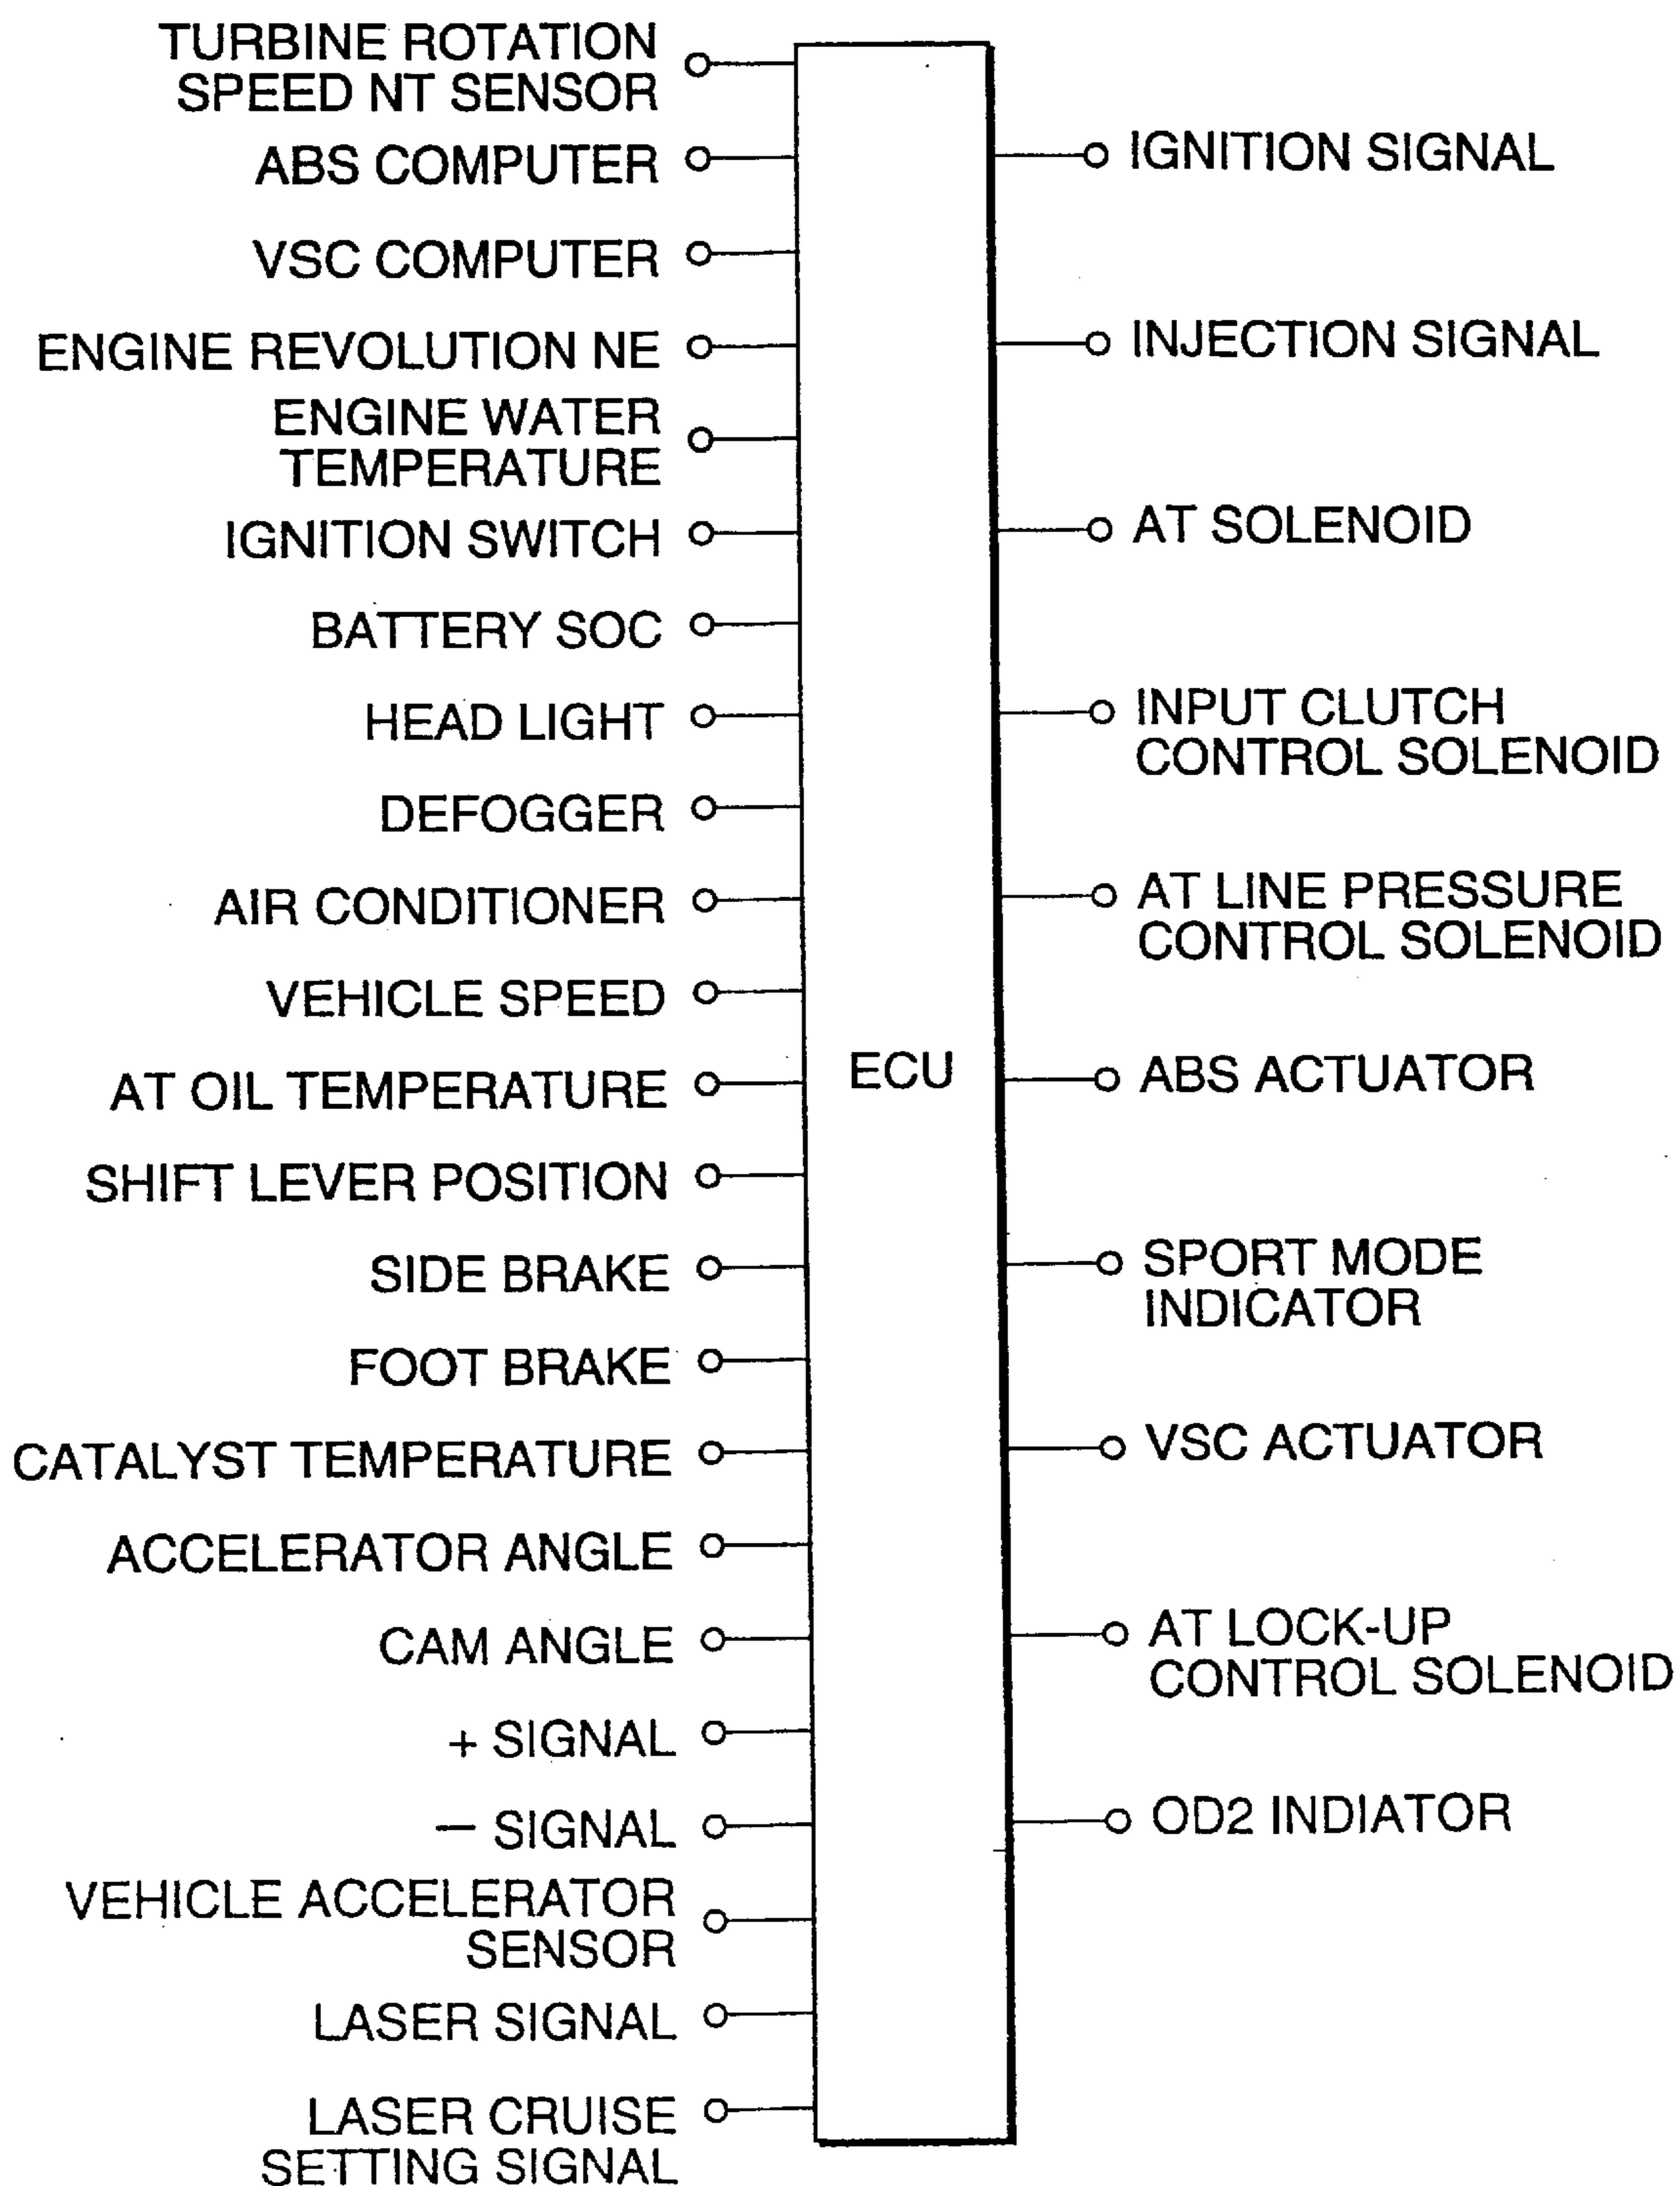 TURBINE ROTATION
SPEED NT SENSOR
ABS COMPUTER
VSC COMPUTER
ENGINE REVOLUTION NE
ENGINE WATER
TEMPERATURE
IGNITION SWITCH
BATTERY SOC
HEAD LIGHT
DEFOGGER
AIR CONDITIONER
VEHICLE SPEED
AT OIL TEMPERATURE
SHIFT LEVER POSITION
SIDE BRAKE
FOOT BRAKE
CATALYST TEMPERATURE
ACCELERATOR ANGLE
CAM ANGLE
+ SIGNAL
— SIGNAL
VEHICLE ACCELERATOR
SENSOR
LASER SIGNAL
LASER CRUISE
SETTING SIGNAL
ECU
IGNITION SIGNAL
INJECTION SIGNAL
AT SOLENOID
INPUT CLUTCH
CONTROL SOLENOID
AT LINE PRESSURE
CONTROL SOLENOID
ABS ACTUATOR
SPORT MODE
INDICATOR
VSC ACTUATOR
AT LOCK-UP
CONTROL SOLENOID
OD2 INDIATOR